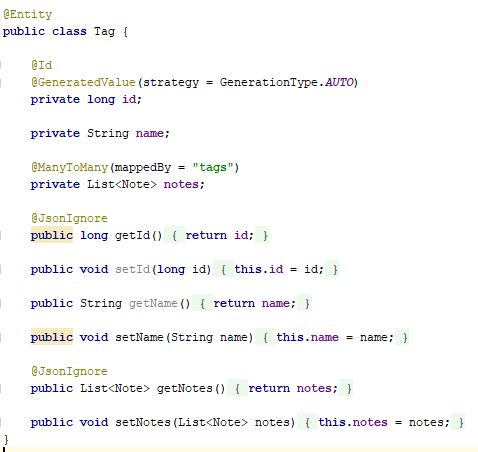 @Entity
public class Tag {
@Id
@GeneratedValue(strategy = GenerationType.AUTO)
private long id;
private String name;
@ManyToMany(mappedBy = "tags")
private List<Note> notes;
@JsonIgnore
public long getId() { return id; }
public void setId(long id) { this.id = id; }
public String getName() { return name; }
public void setName(String name) { this.name = name; }
@JsonIgnore
public List<Note> getNotes() { return notes; }
public void setNotes(List<Note> notes) { this.notes = notes; }
}